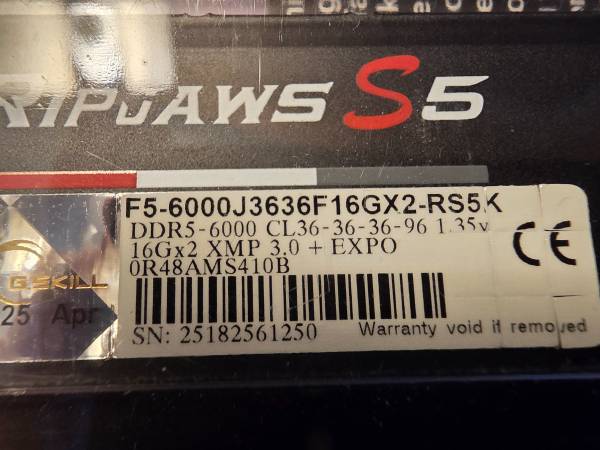 RIPJAWS S5
F5-6000J3636F16GX2-RS5K
DDR5-6000 CL36-36-36-96 1.35v
16Gx2 XMP 3.0 + EXPO
0R48AMS410B
G.SKILL
25 Apr
SN: 25182561250
Warranty void if removed
CE